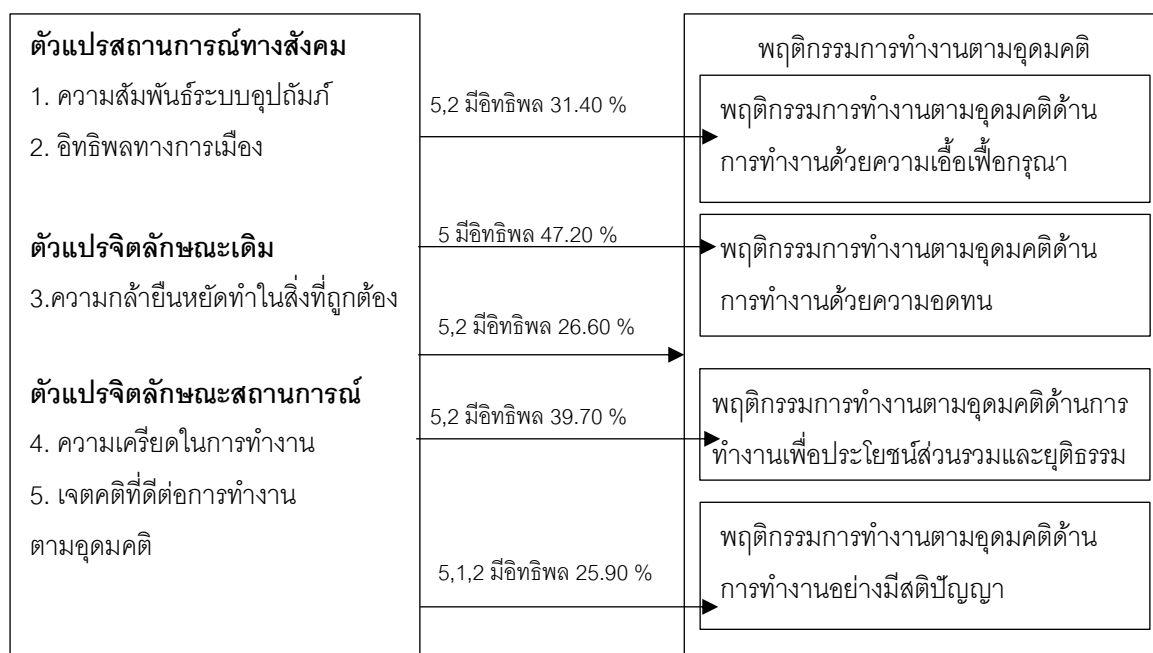 ตัวแปรสถานการณ์ทางสังคม
1. ความสัมพันธ์ระบบอุปถัมภ์
2. อิทธิพลทางการเมือง
ตัวแปรจิตลักษณะเดิม
3.ความกล้ายืนหยัดทำในสิ่งที่ถูกต้อง
ตัวแปรจิตลักษณะสถานการณ์
4. ความเครียดในการทำงาน
5. เจตคติที่ดีต่อการทำงาน
ตามอุดมคติ
5,2 มีอิทธิพล 31.40 %
5 มีอิทธิพล 47.20 %
5,2 มีอิทธิพล 26.60 %
5,2 มีอิทธิพล 39.70 %
5,1,2 มีอิทธิพล 25.90 %
พฤติกรรมการทำงานตามอุดมคติ
พฤติกรรมการทำงานตามอุดมคติด้าน
การทำงานด้วยความเอื้อเฟื้อกรุณา
พฤติกรรมการทำงานตามอุดมคติด้าน
การทำงานด้วยความอดทน
พฤติกรรมการทำงานตามอุดมคติด้านการ
ทำงานเพื่อประโยชน์ส่วนรวมและยุติธรรม
พฤติกรรมการทำงานตามอุดมคติด้าน
การทำงานอย่างมีสติปัญญา